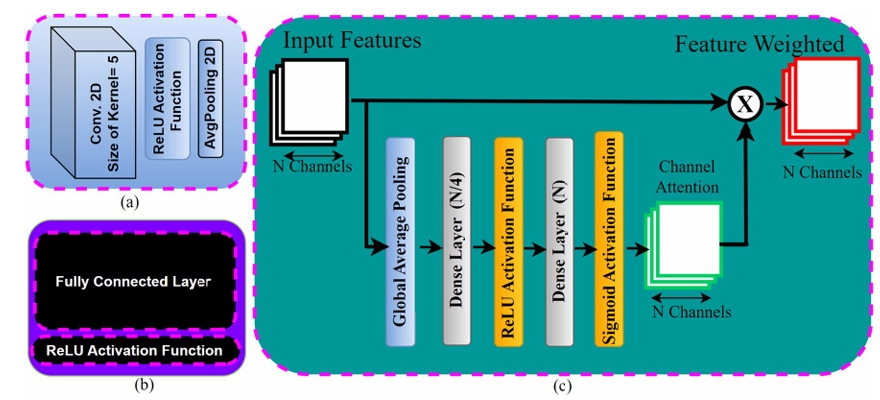 Conv. 2D
Size of Kernel= 5
ReLU Activation
Function
AvgPooling 2D
(a)
Fully Connected Layer
ReLU Activation Function
(b)
Input Features
Feature Weighted
N Channels
X
N Channels
Global Average Pooling
Dense Layer (N/4)
ReLU Activation Function
Dense Layer (N)
Sigmoid Activation Function
Channel
Attention
N Channels
(c)